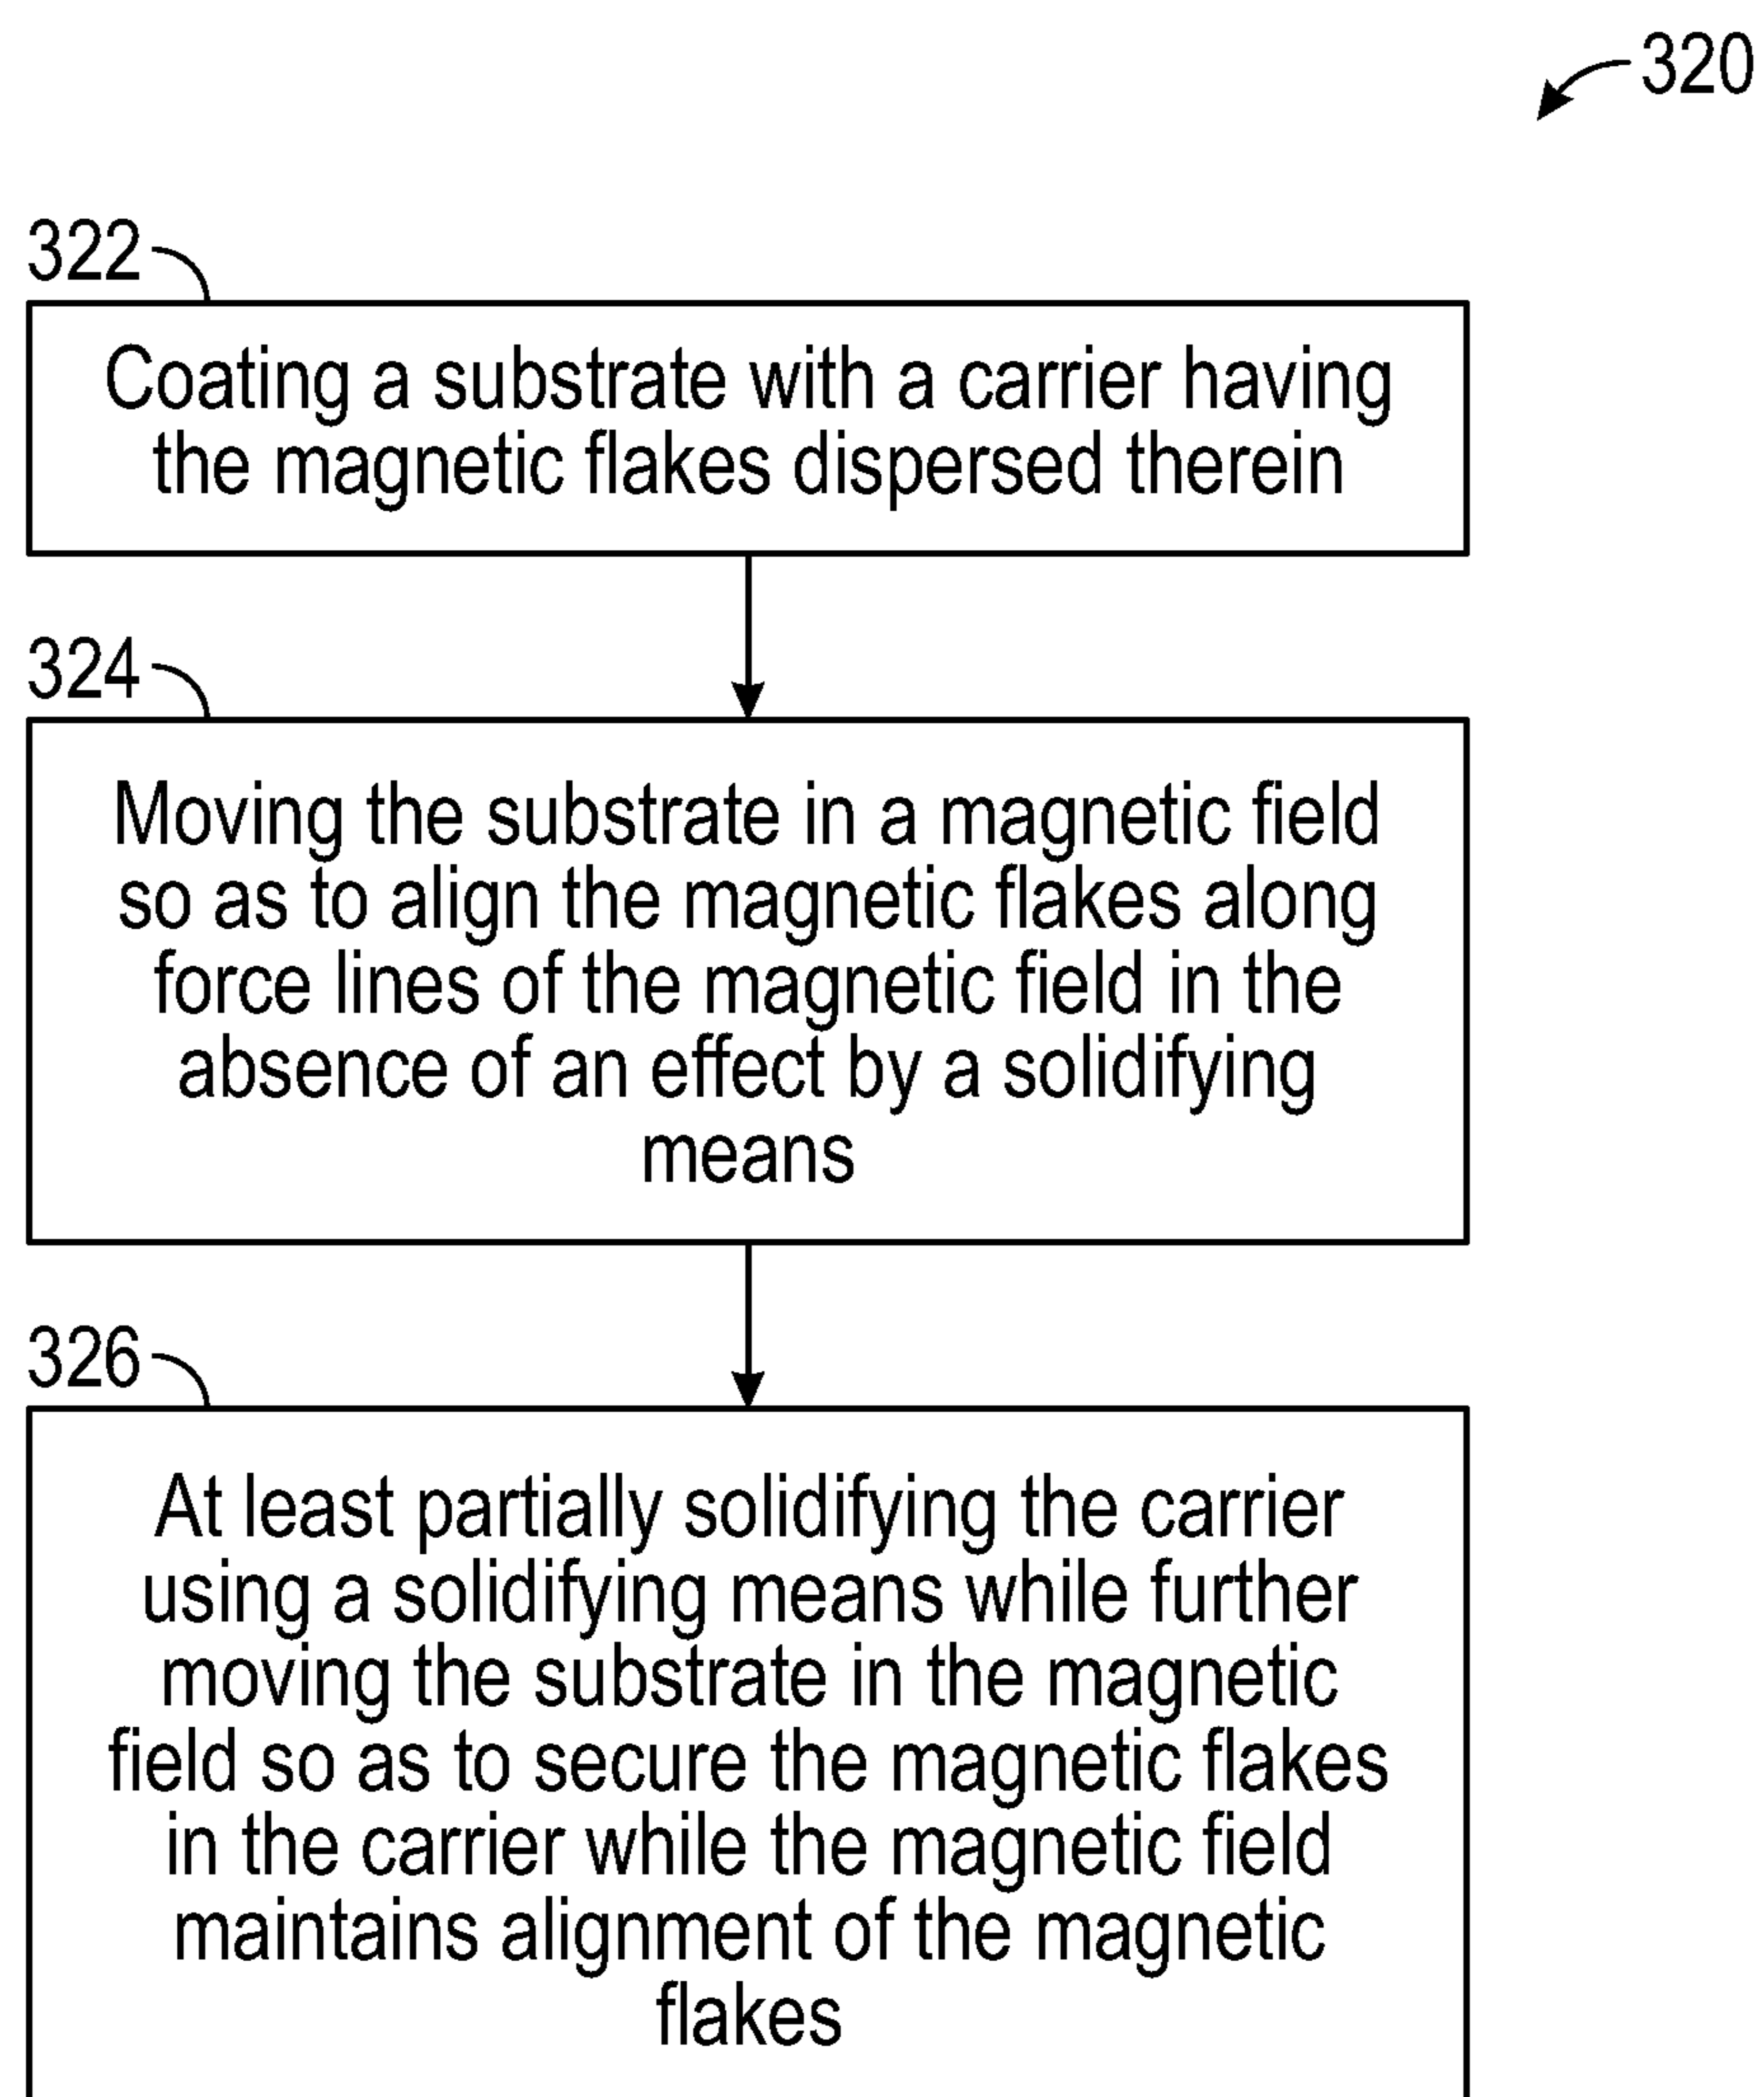 320
322
Coating a substrate with a carrier having
the magnetic flakes dispersed therein
324
Moving the substrate in a magnetic field
so as to align the magnetic flakes along
force lines of the magnetic field in the
absence of an effect by a solidifying
means
326
At least partially solidifying the carrier
using a solidifying means while further
moving the substrate in the magnetic
field so as to secure the magnetic flakes
in the carrier while the magnetic field
maintains alignment of the magnetic
flakes